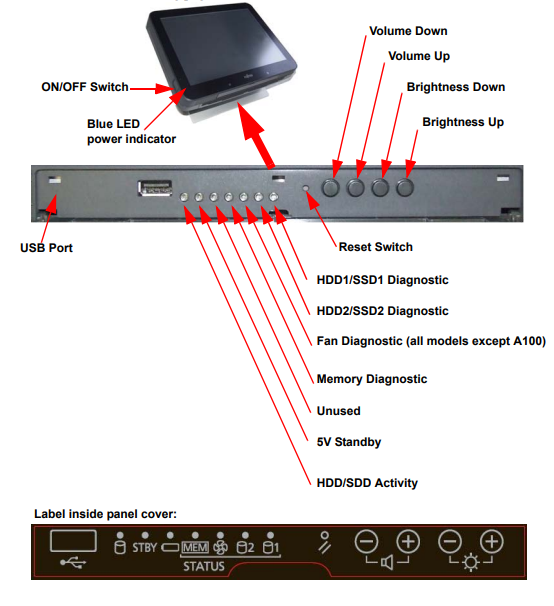 Volume Down
Volume Up
ON/OFF Switch
Brightness Down
Blue LED
power indicator
Brightness Up
USB Port
Reset Switch
HDD1/SSD1 Diagnostic
HDD2/SSD2 Diagnostic
Fan Diagnostic (all models except A100)
Memory Diagnostic
Unused
5V Standby
HDD/SDD Activity
Label inside panel cover:
STBY MEM 2 1
STATUS